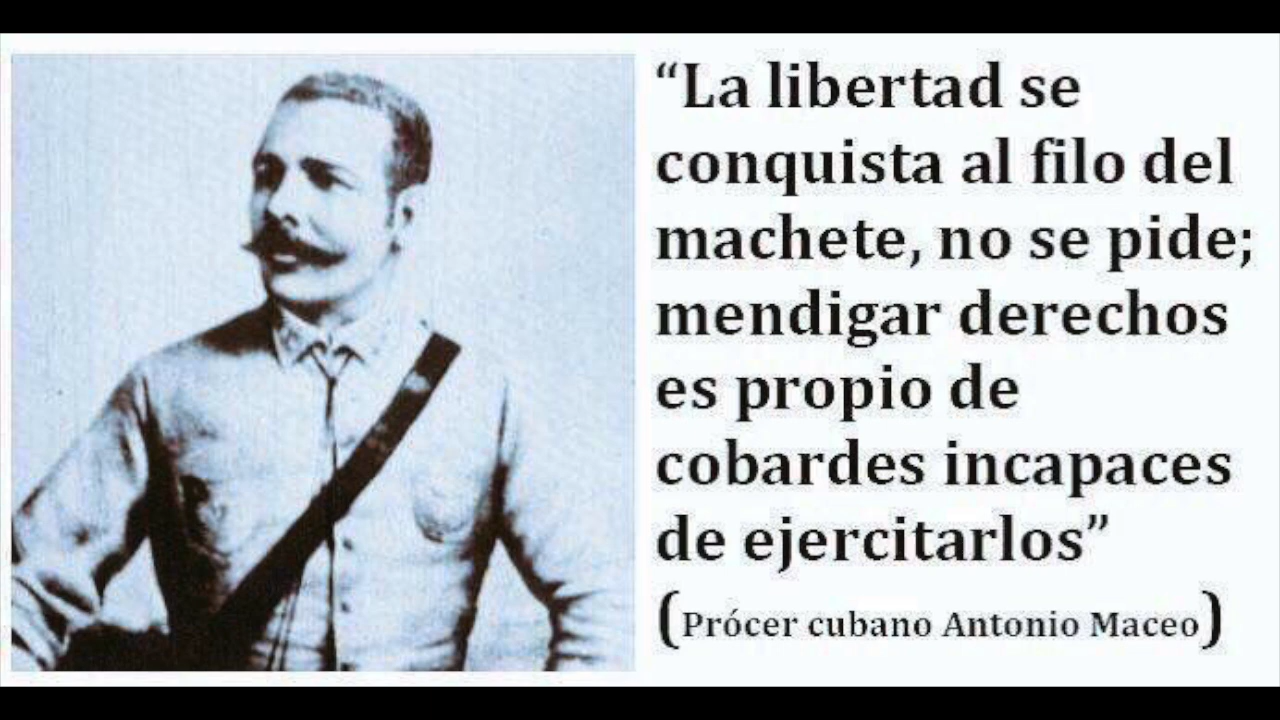 “La libertad se
conquista al filo del
machete, no se pide;
mendigar derechos
es propio de
cobardes incapaces
de ejercitarlos”
(Prócer cubano Antonio Maceo)